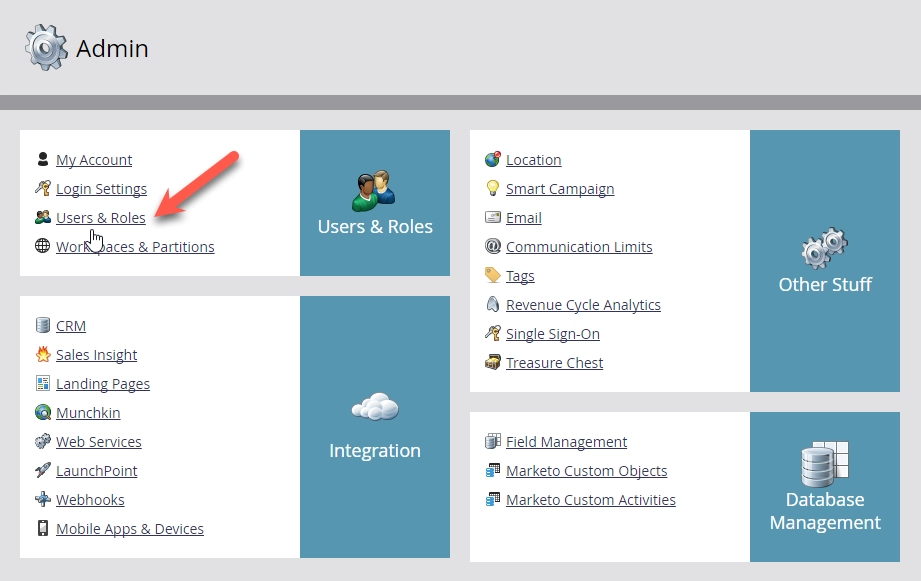 Admin
My Account
Login Settings
Users & Roles
Workspaces & Partitions
Users & Roles
CRM
Sales Insight
Landing Pages
Munchkin
Web Services
LaunchPoint
Webhooks
Mobile Apps & Devices
Integration
Location
Smart Campaign
Email
Communication Limits
Tags
Revenue Cycle Analytics
Single Sign-On
Treasure Chest
Other Stuff
Field Management
Marketo Custom Objects
Marketo Custom Activities
Database
Management